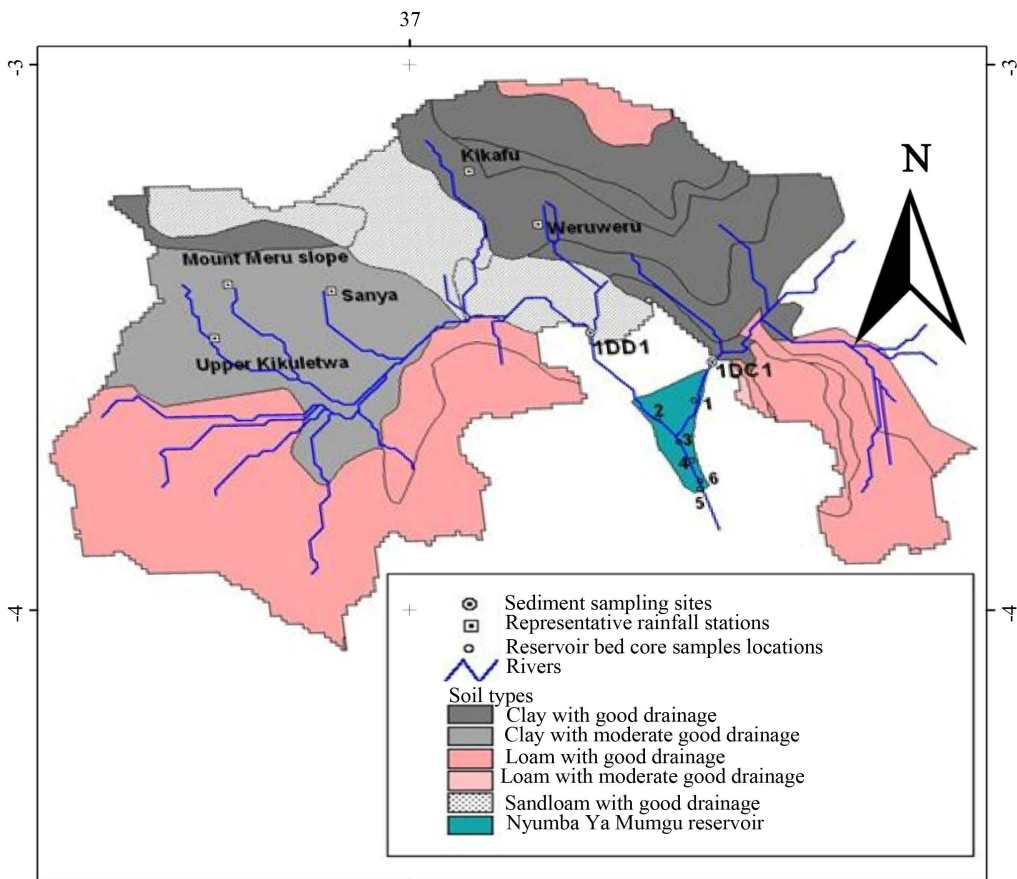 37
-3
-3
N
Kikafu
Weruweru
Mount Meru slope
Sanya
Upper Kikuletwa
1DD1
1DC1
1
2
3
4
6
5
-4
-4
Sediment sampling sites
Representative rainfall stations
Reservoir bed core samples locations
Rivers
Soil types
Clay with good drainage
Clay with moderate good drainage
Loam with good drainage
Loam with moderate good drainage
Sandloam with good drainage
Nyumba Ya Mumgu reservoir